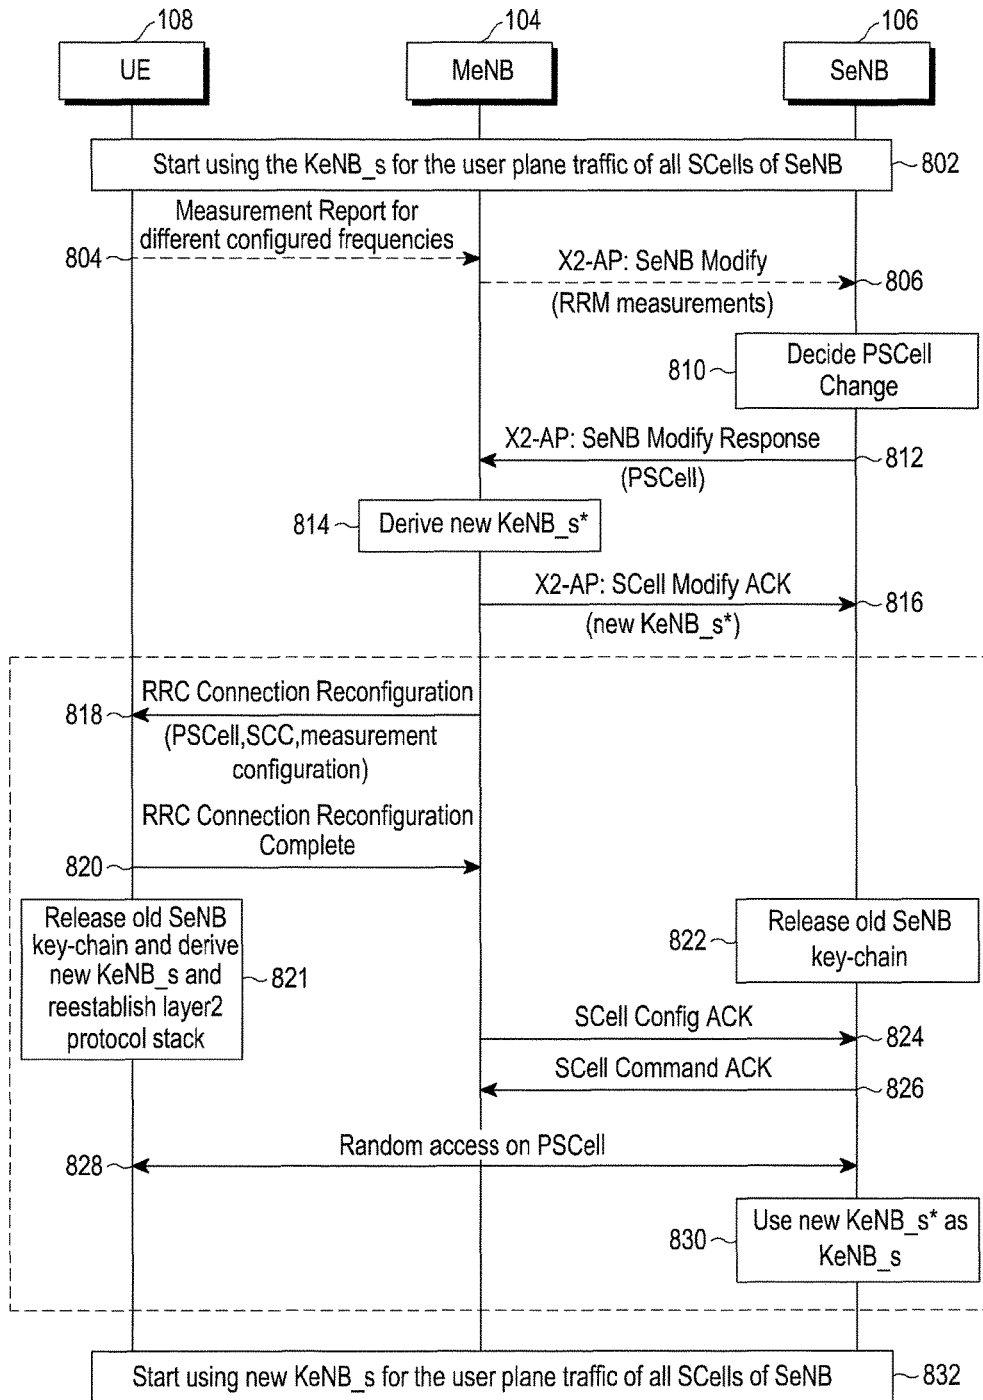 108
104
106
UE
MeNB
SeNB
Start using the KeNB_s for the user plane traffic of all SCells of SeNB
802
Measurement Report for
different configured frequencies
804
X2-AP: SeNB Modify
806
(RRM measurements)
810
Decide PSCell
Change
X2-AP: SeNB Modify Response
812
(PSCell)
814
Derive new KeNB_s*
X2-AP: SCell Modify ACK
816
(new KeNB_s*)
RRC Connection Reconfiguration
818
(PSCell,SCC,measurement
configuration)
RRC Connection Reconfiguration
Complete
820
Release old SeNB
key-chain and derive
new KeNB_s and
reestablish layer2
protocol stack
821
822
Release old SeNB
key-chain
SCell Config ACK
824
SCell Command ACK
826
Random access on PSCell
828
830
Use new KeNB_s* as
KeNB_s
Start using new KeNB_s for the user plane traffic of all SCells of SeNB
832